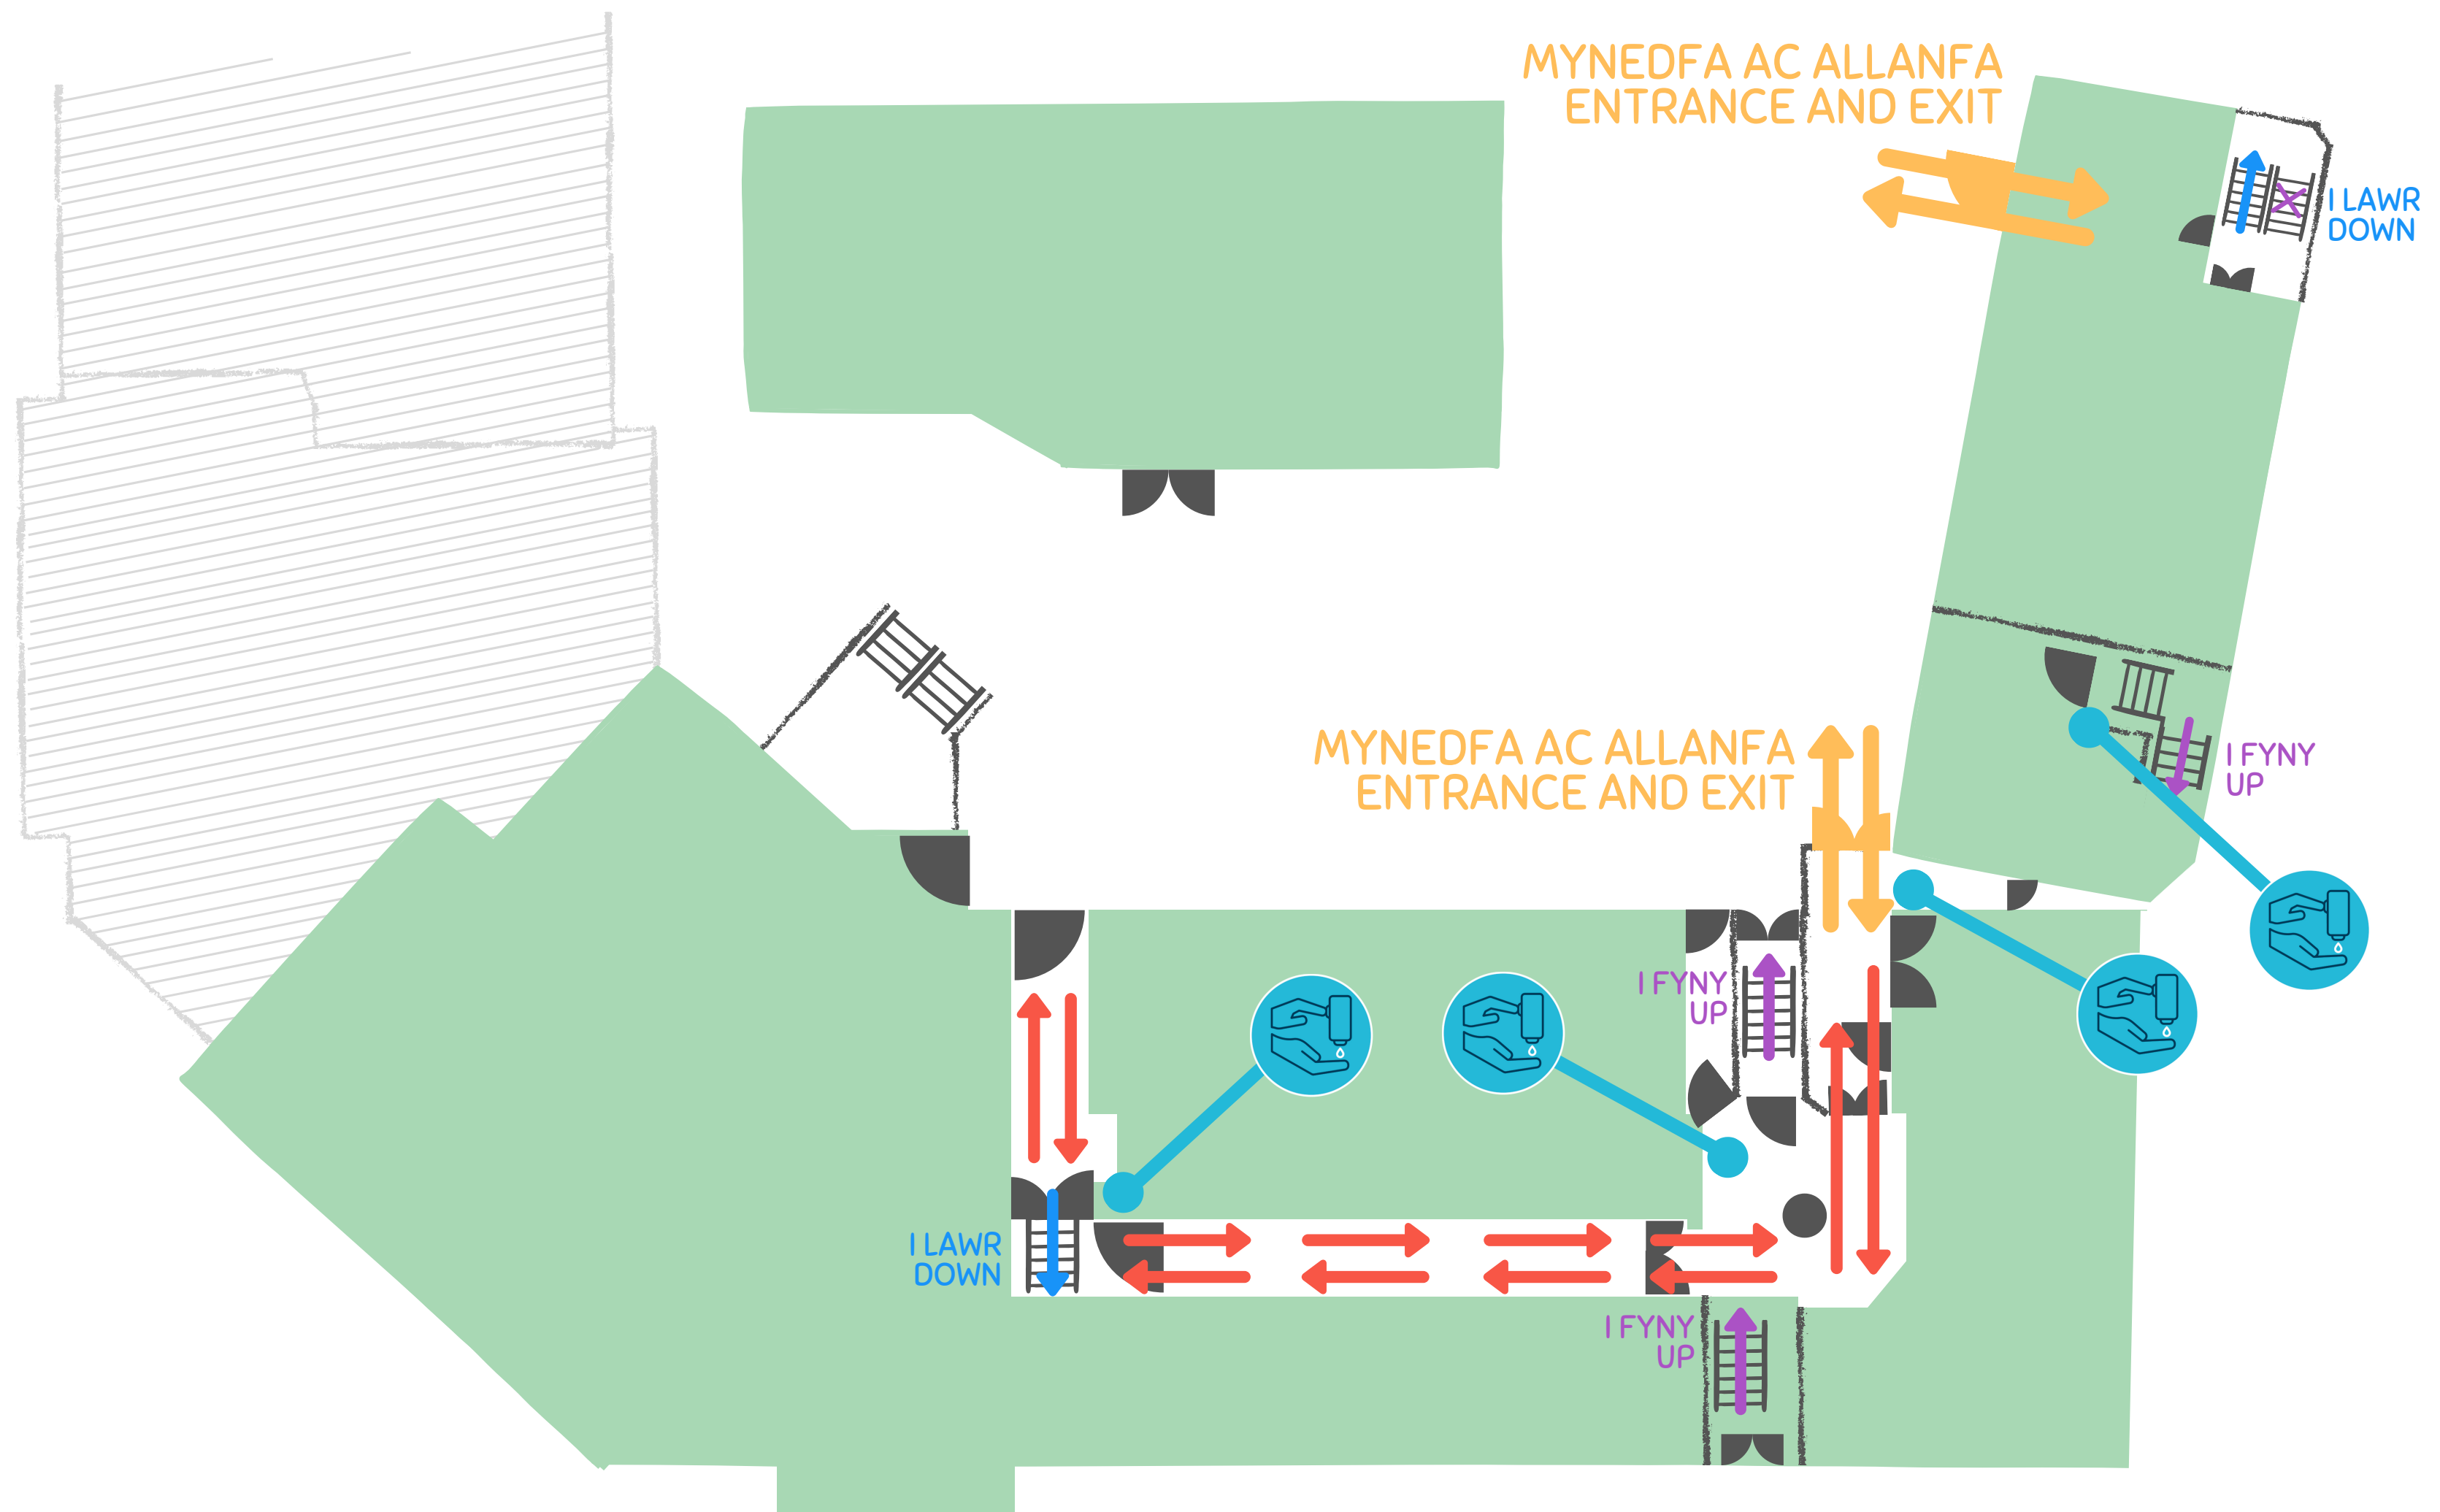 MYNEDFA AC ALLANFA
ENTRANCE AND EXIT
I LAWR
DOWN
MYNEDFA AC ALLANFA
ENTRANCE AND EXIT
I FYNY
UP
I FYNY
UP
I LAWR
DOWN
I FYNY
UP